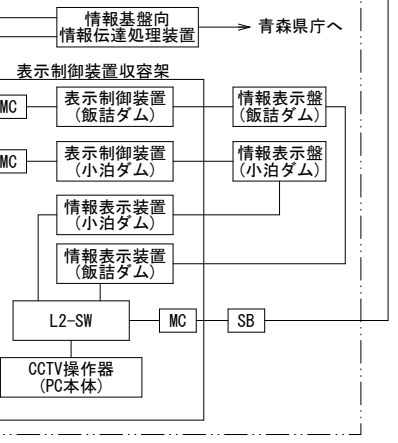 情報基盤向
情報伝達処理装置
青森県庁へ
表示制御装置収容架
MC
表示制御装置
(飯詰ダム)
情報表示盤
(飯詰ダム)
MC
表示制御装置
(小泊ダム)
情報表示盤
(小泊ダム)
情報表示装置
(小泊ダム)
情報表示装置
(飯詰ダム)
L2-SW
MC
SB
CCTV操作器
(PC本体)